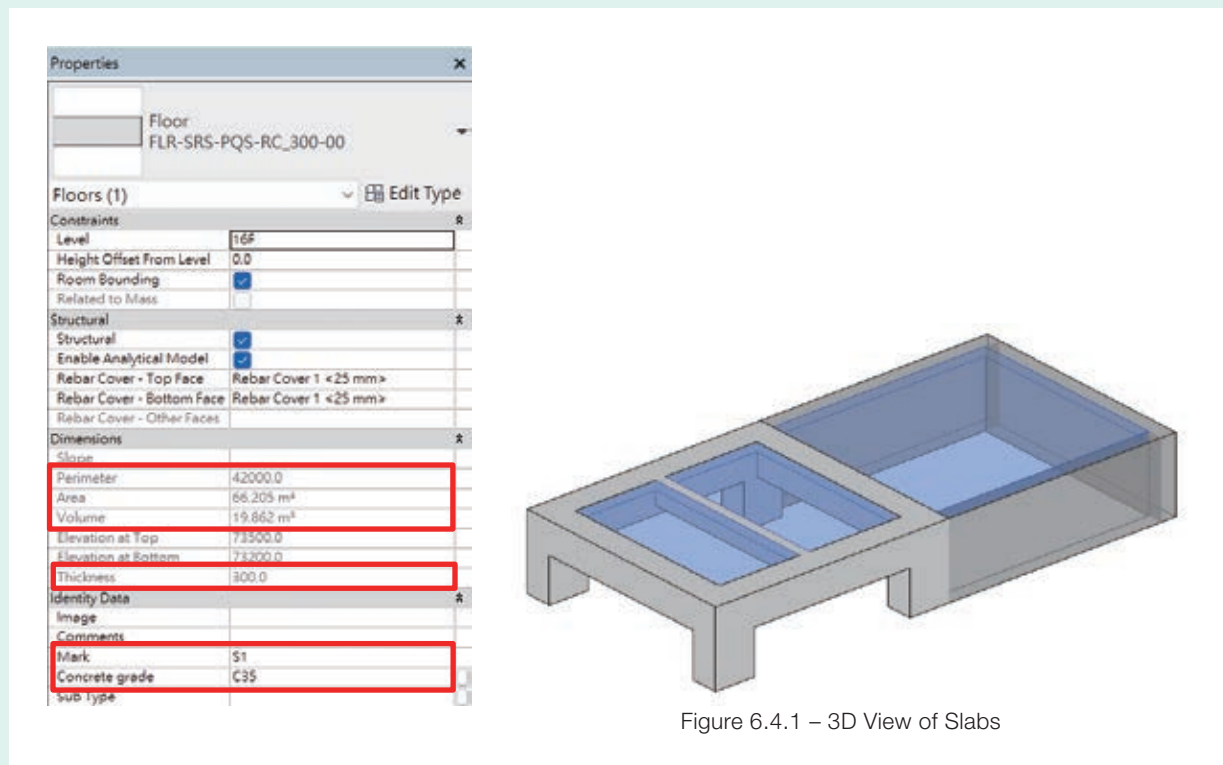 Properties
Floor
FLR-SRS-PQS-RC_300-00
Floors (1) Edit Type
Constraints
Level 16F
Height Offset From Level 0.0
Room Bounding
Related to Mass
Structural
Structural
Enable Analytical Model
Rebar Cover - Top Face Rebar Cover 1 <25 mm>
Rebar Cover - Bottom Face Rebar Cover 1 <25 mm>
Rebar Cover - Other Faces
Dimensions
Slope
Perimeter 42000.0
Area 66.205 m²
Volume 19.862 m³
Elevation at Top 73500.0
Elevation at Bottom 73200.0
Thickness 300.0
Identity Data
Image
Comments
Mark S1
Concrete grade C35
Sub Type
Figure 6.4.1 – 3D View of Slabs